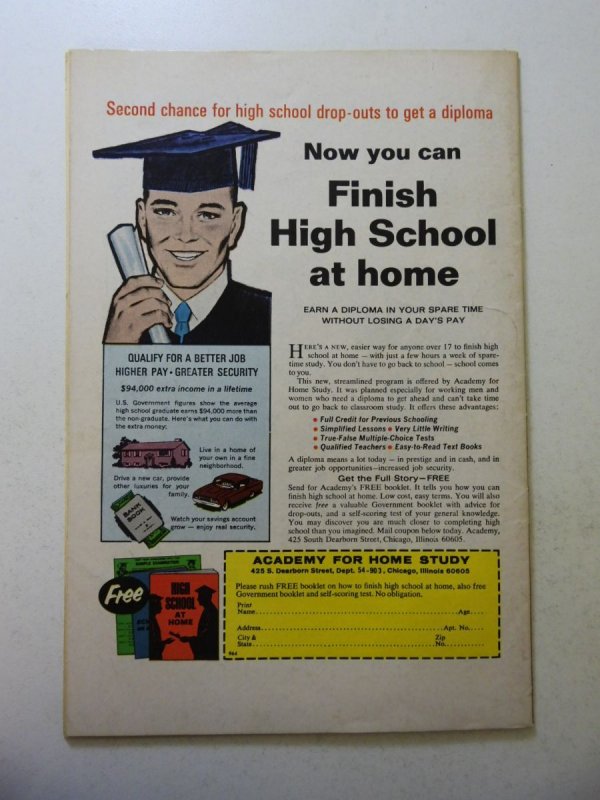 Second chance for high school drop-outs to get a diploma
Now you can
Finish
High School
at home
EARN A DIPLOMA IN YOUR SPARE TIME
WITHOUT LOSING A DAY'S PAY
QUALIFY FOR A BETTER JOB
HIGHER PAY • GREATER SECURITY
$94,000 extra income in a lifetime
U.S. Government figures show the average
high school graduate earns $94,000 more than
the non-graduate. Here's what you can do with
the extra money:
Live in a home of
your own in a fine
neighborhood.
Drive a new car, provide
other luxuries for your
family.
BANK
BOOK
Watch your savings account
grow — enjoy real security.
HERE'S A NEW, easier way for anyone over 17 to finish high
school at home — with just a few hours a week of spare-
time study. You don't have to go back to school — school comes
to you.
This new, streamlined program is offered by Academy for
Home Study. It was planned especially for working men and
women who need a diploma to get ahead and can't take time
out to go back to classroom study. It offers these advantages:
• Full Credit for Previous Schooling
• Simplified Lessons • Very Little Writing
• True-False Multiple-Choice Tests
• Qualified Teachers • Easy-to-Read Text Books
A diploma means a lot today — in prestige and in cash, and in
greater job opportunities—increased job security.
Get the Full Story—FREE
Send for Academy's FREE booklet. It tells you how you can
finish high school at home. Low cost, easy terms. You will also
receive free a valuable Government booklet with advice for
drop-outs, and a self-scoring test of your general knowledge.
You may discover you are much closer to completing high
school than you imagined. Mail coupon below today. Academy,
425 South Dearborn Street, Chicago, Illinois 60605.
Free
SAMPLE EXAMINATION
HIGH
SCHOOL
AT
HOME
ACADEMY FOR HOME STUDY
425 S. Dearborn Street, Dept. 54-903, Chicago, Illinois 60605
Please rush FREE booklet on how to finish high school at home, also free
Government booklet and self-scoring test. No obligation.
Print
Name Age
Address Apt. No.
City & Zip
State No.